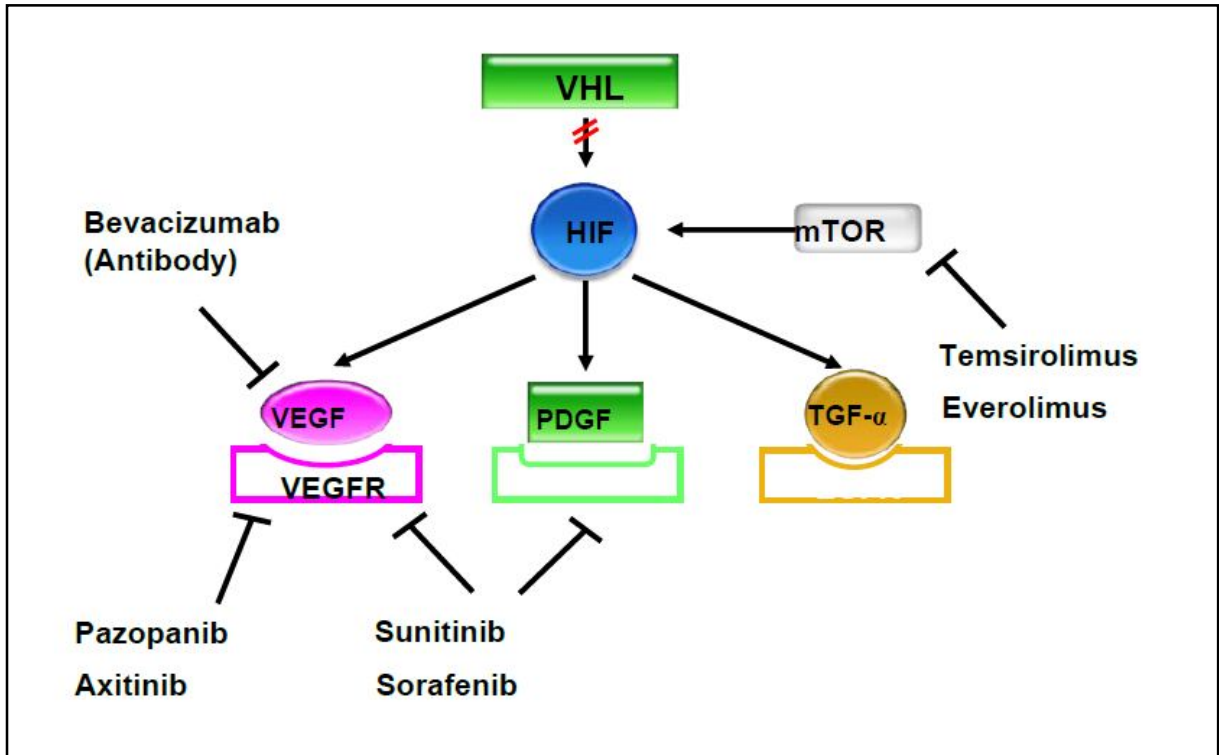 VHL
HIF
mTOR
Bevacizumab
(Antibody)
Temsirolimus
Everolimus
VEGF
PDGF
TGF-α
VEGFR
Pazopanib
Axitinib
Sunitinib
Sorafenib